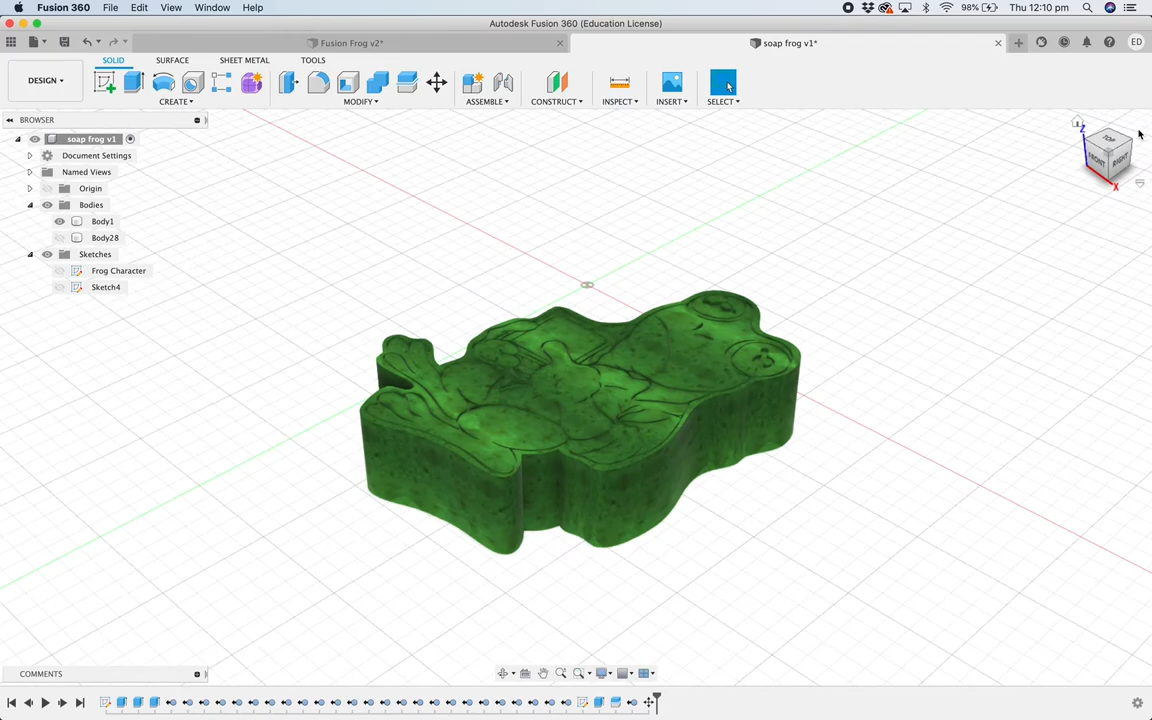 Fusion 360 File Edit View Window Help 98% Thu 12:10 pm
Autodesk Fusion 360 (Education License)
Fusion Frog v2* soap frog v1* ED
SOLID SURFACE SHEET METAL TOOLS
DESIGN
CREATE MODIFY ASSEMBLE CONSTRUCT INSPECT INSERT SELECT
BROWSER
soap frog v1
Document Settings
Named Views
Origin
Bodies
Body1
Body28
Sketches
Frog Character
Sketch4
Z
TOP
FRONT RIGHT
X
COMMENTS